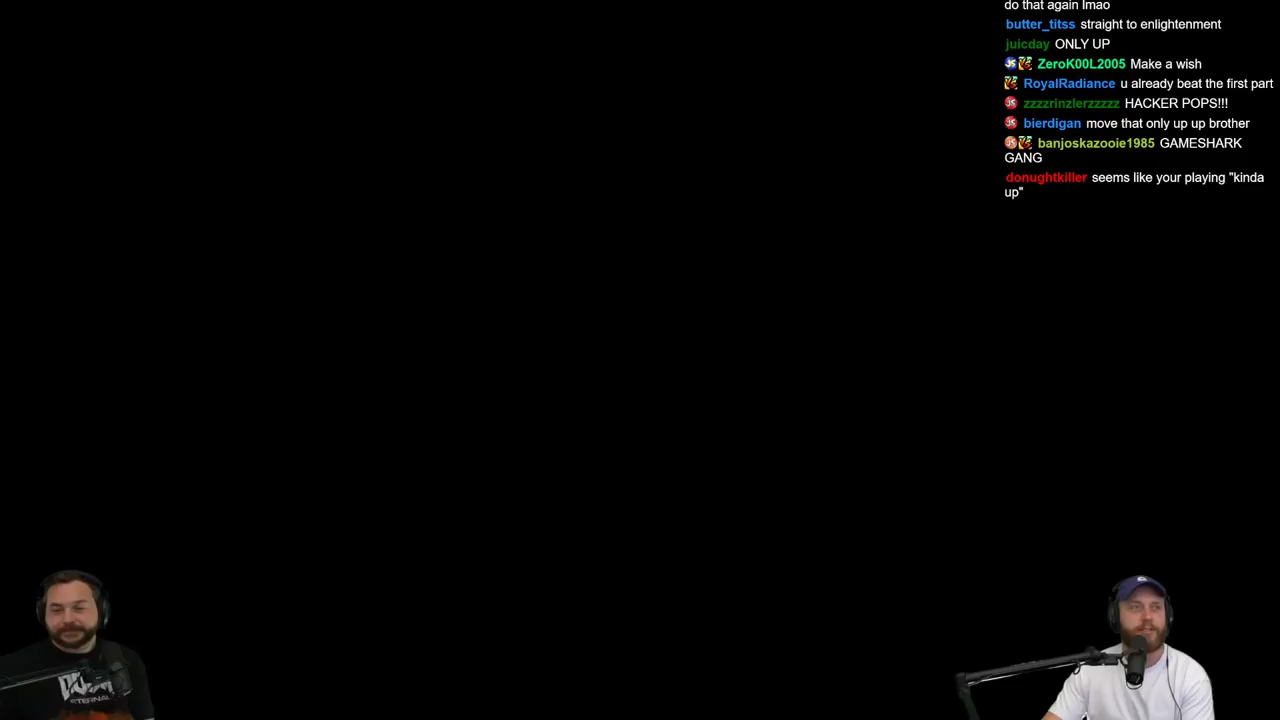 do that again lmao
butter_titss straight to enlightenment
juicday ONLY UP
ZeroK00L2005 Make a wish
RoyalRadiance u already beat the first part
zzzzrinzlerzzzzz HACKER POPS!!!
bierdigan move that only up up brother
banjoskazooie1985 GAMESHARK
GANG
donughtkiller seems like your playing "kinda
up"
ETERNAL